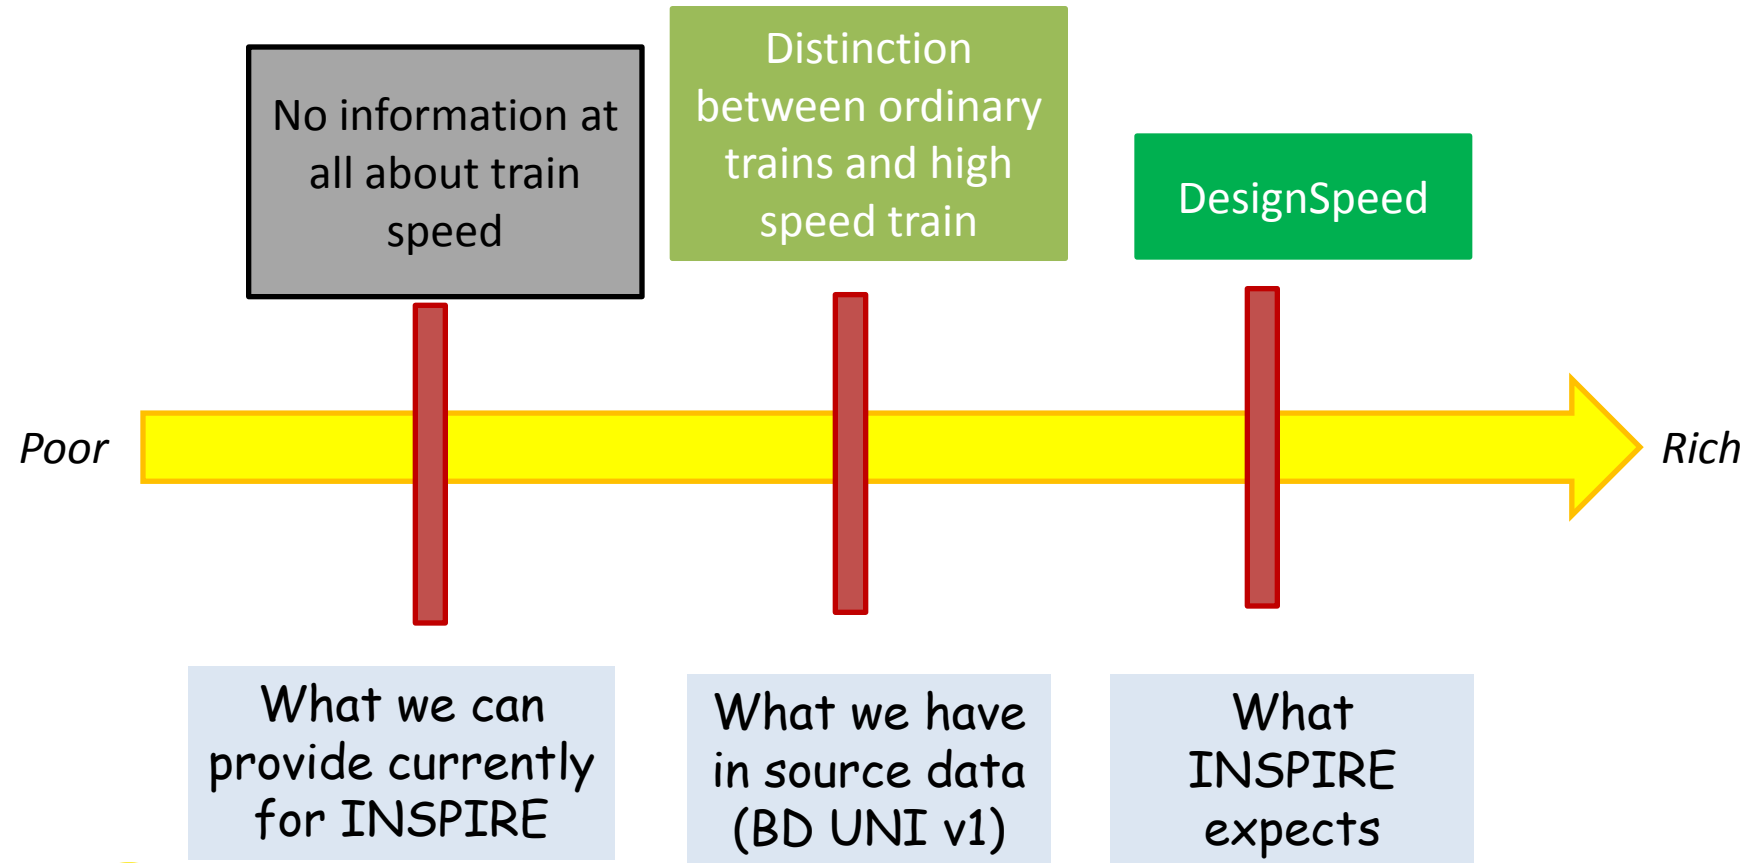 No information at
all about train
speed
Distinction
between ordinary
trains and high
speed train
DesignSpeed
Poor
Rich
What we can
provide currently
for INSPIRE
What we have
in source data
(BD UNI v1)
What
INSPIRE
expects